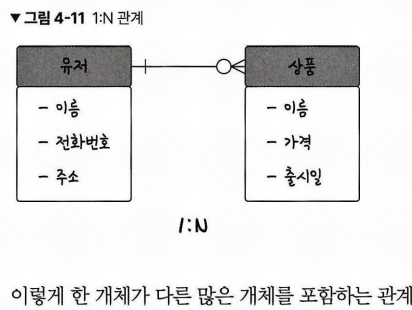 ▼ 그림 4-11 1:N 관계
유저 상품
- 이름 - 이름
- 전화번호 - 가격
- 주소 - 출시일
1:N
이렇게 한 개체가 다른 많은 개체를 포함하는 관계